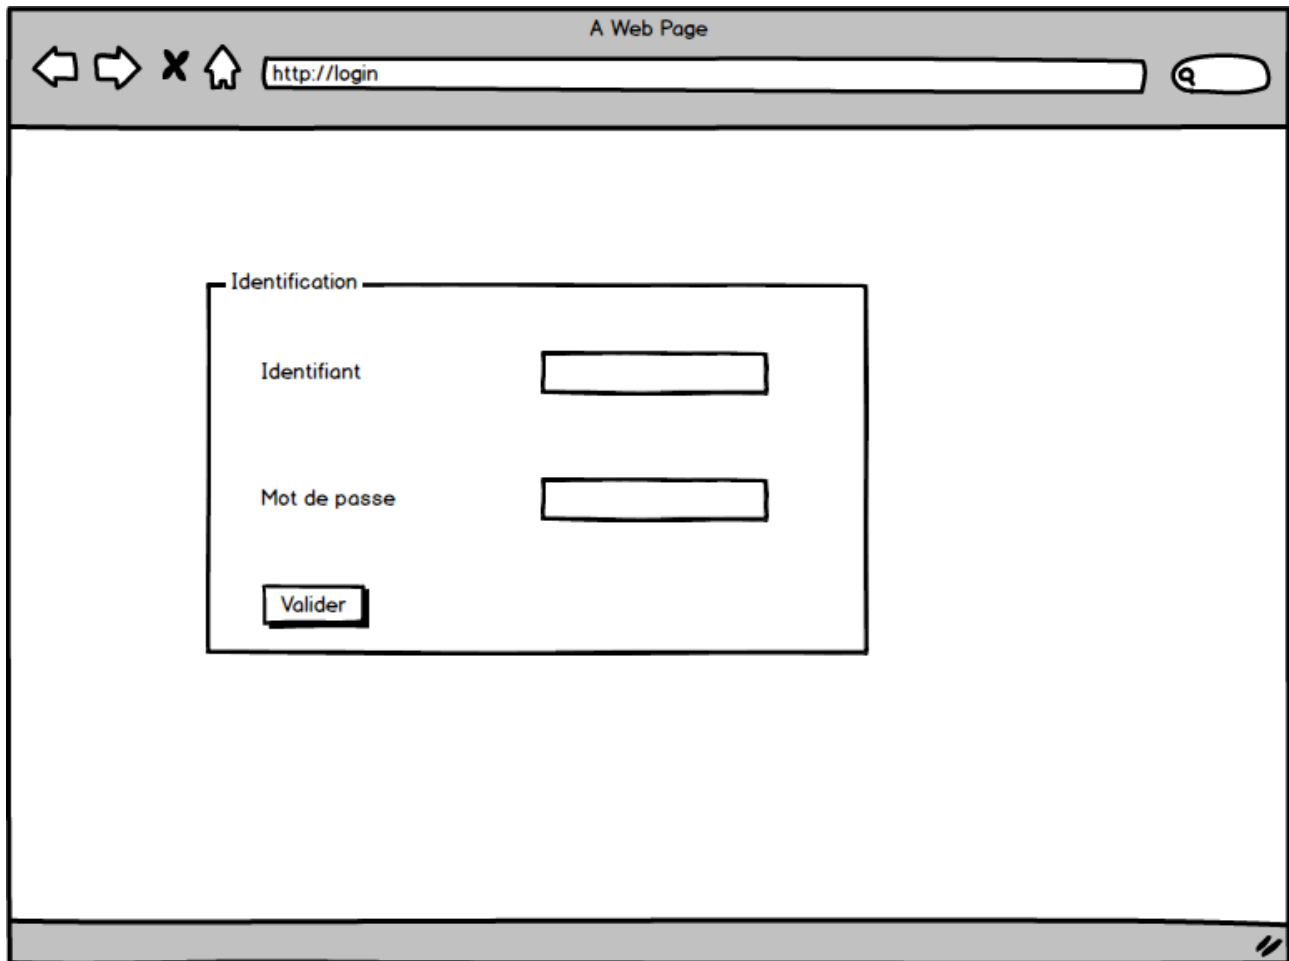 A Web Page
http://login
Identification
Identifiant
Mot de passe
Valider